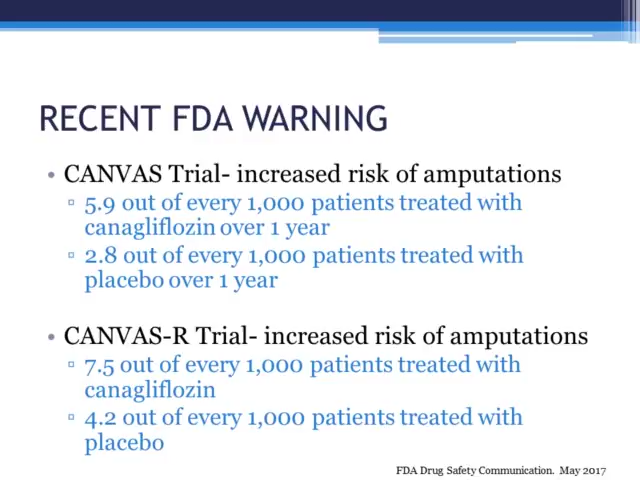 RECENT FDA WARNING
• CANVAS Trial- increased risk of amputations
▫ 5.9 out of every 1,000 patients treated with
canagliflozin over 1 year
▫ 2.8 out of every 1,000 patients treated with
placebo over 1 year
• CANVAS-R Trial- increased risk of amputations
▫ 7.5 out of every 1,000 patients treated with
canagliflozin
▫ 4.2 out of every 1,000 patients treated with
placebo
FDA Drug Safety Communication. May 2017